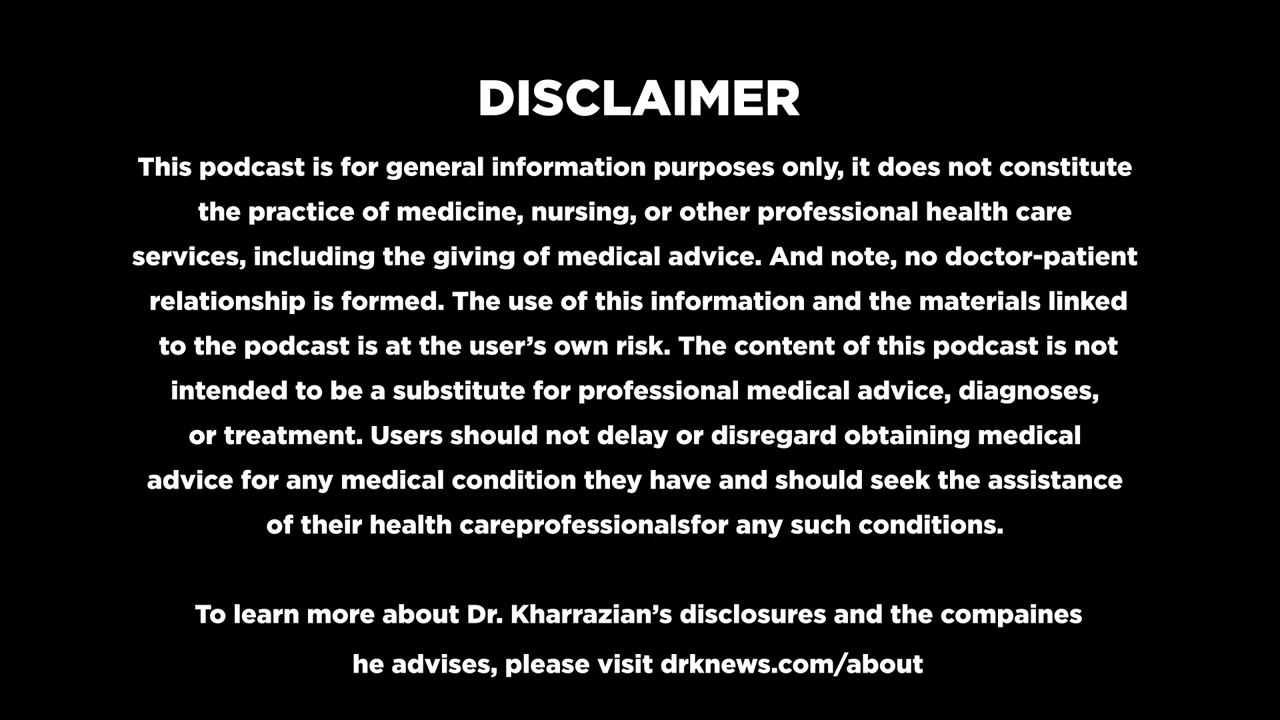 DISCLAIMER
This podcast is for general information purposes only, it does not constitute
the practice of medicine, nursing, or other professional health care
services, including the giving of medical advice. And note, no doctor-patient
relationship is formed. The use of this information and the materials linked
to the podcast is at the user’s own risk. The content of this podcast is not
intended to be a substitute for professional medical advice, diagnoses,
or treatment. Users should not delay or disregard obtaining medical
advice for any medical condition they have and should seek the assistance
of their health careprofessionalsfor any such conditions.
To learn more about Dr. Kharrazian’s disclosures and the compaines
he advises, please visit drknews.com/about